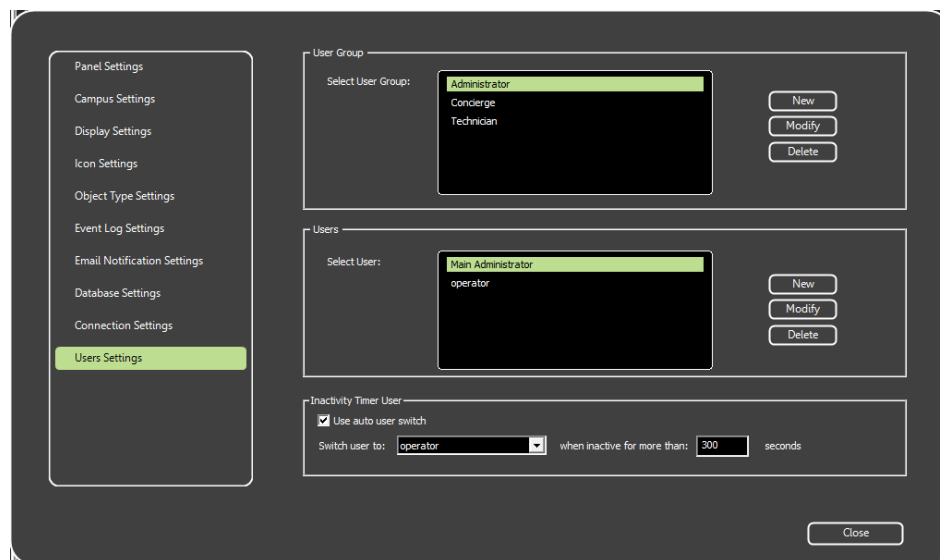 Panel Settings
Campus Settings
Display Settings
Icon Settings
Object Type Settings
Event Log Settings
Email Notification Settings
Database Settings
Connection Settings
Users Settings
User Group
Select User Group:
Administrator
Concierge
Technician
New
Modify
Delete
Users
Select User:
Main Administrator
operator
New
Modify
Delete
Inactivity Timer User
Use auto user switch
Switch user to: operator when inactive for more than: 300 seconds
Close